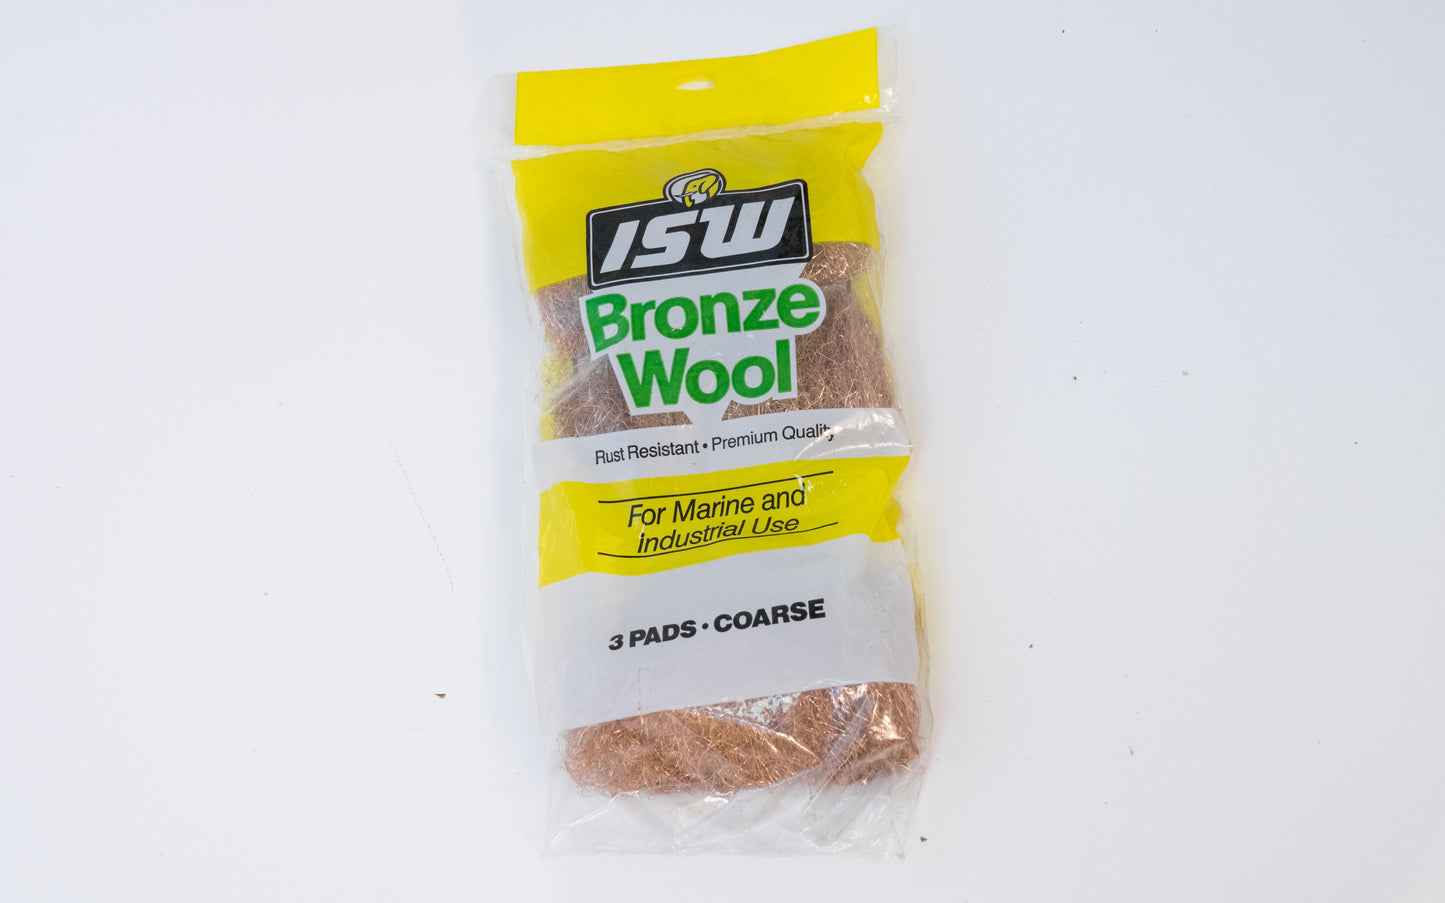 ISW
Bronze
Wool
Rust Resistant • Premium Quality
For Marine and
Industrial Use
3 PADS • COARSE